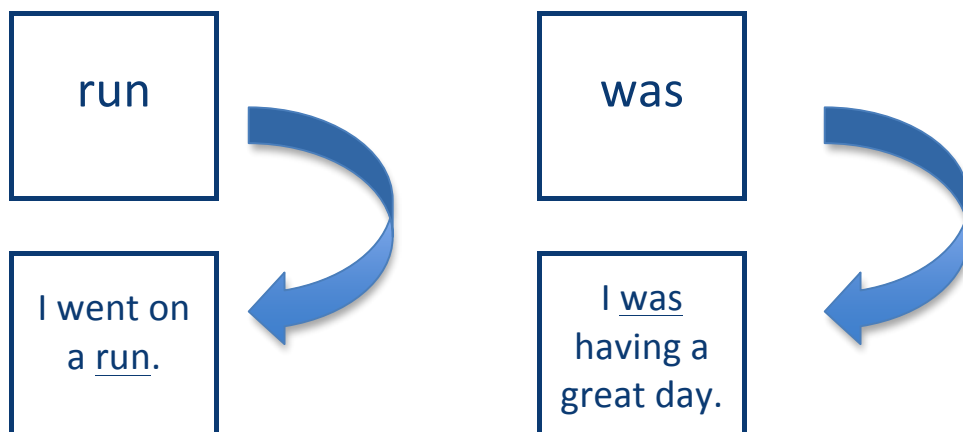 run
I went on
a run.
was
I was
having a
great day.